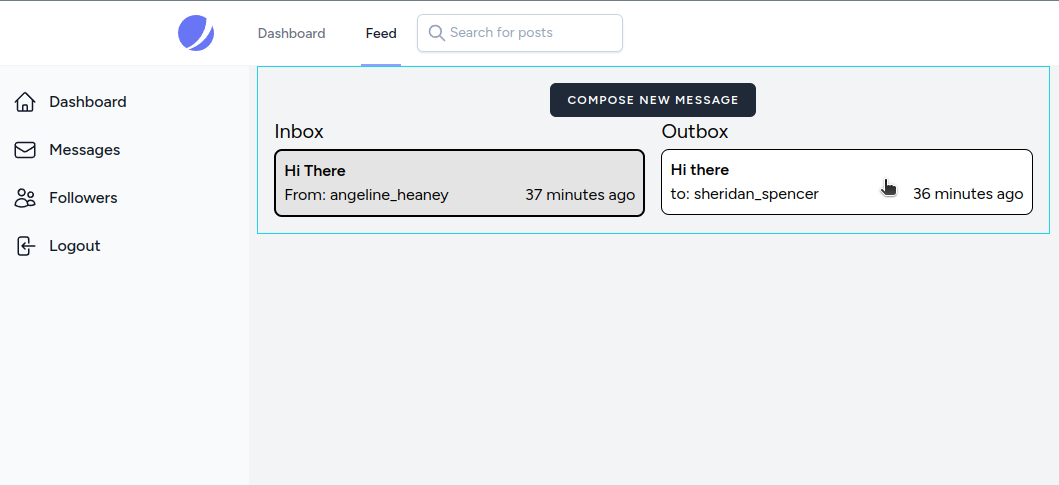 Dashboard
Feed
Search for posts
Dashboard
Messages
Followers
Logout
COMPOSE NEW MESSAGE
Inbox
Hi There
From: angeline_heaney 37 minutes ago
Outbox
Hi there
to: sheridan_spencer 36 minutes ago